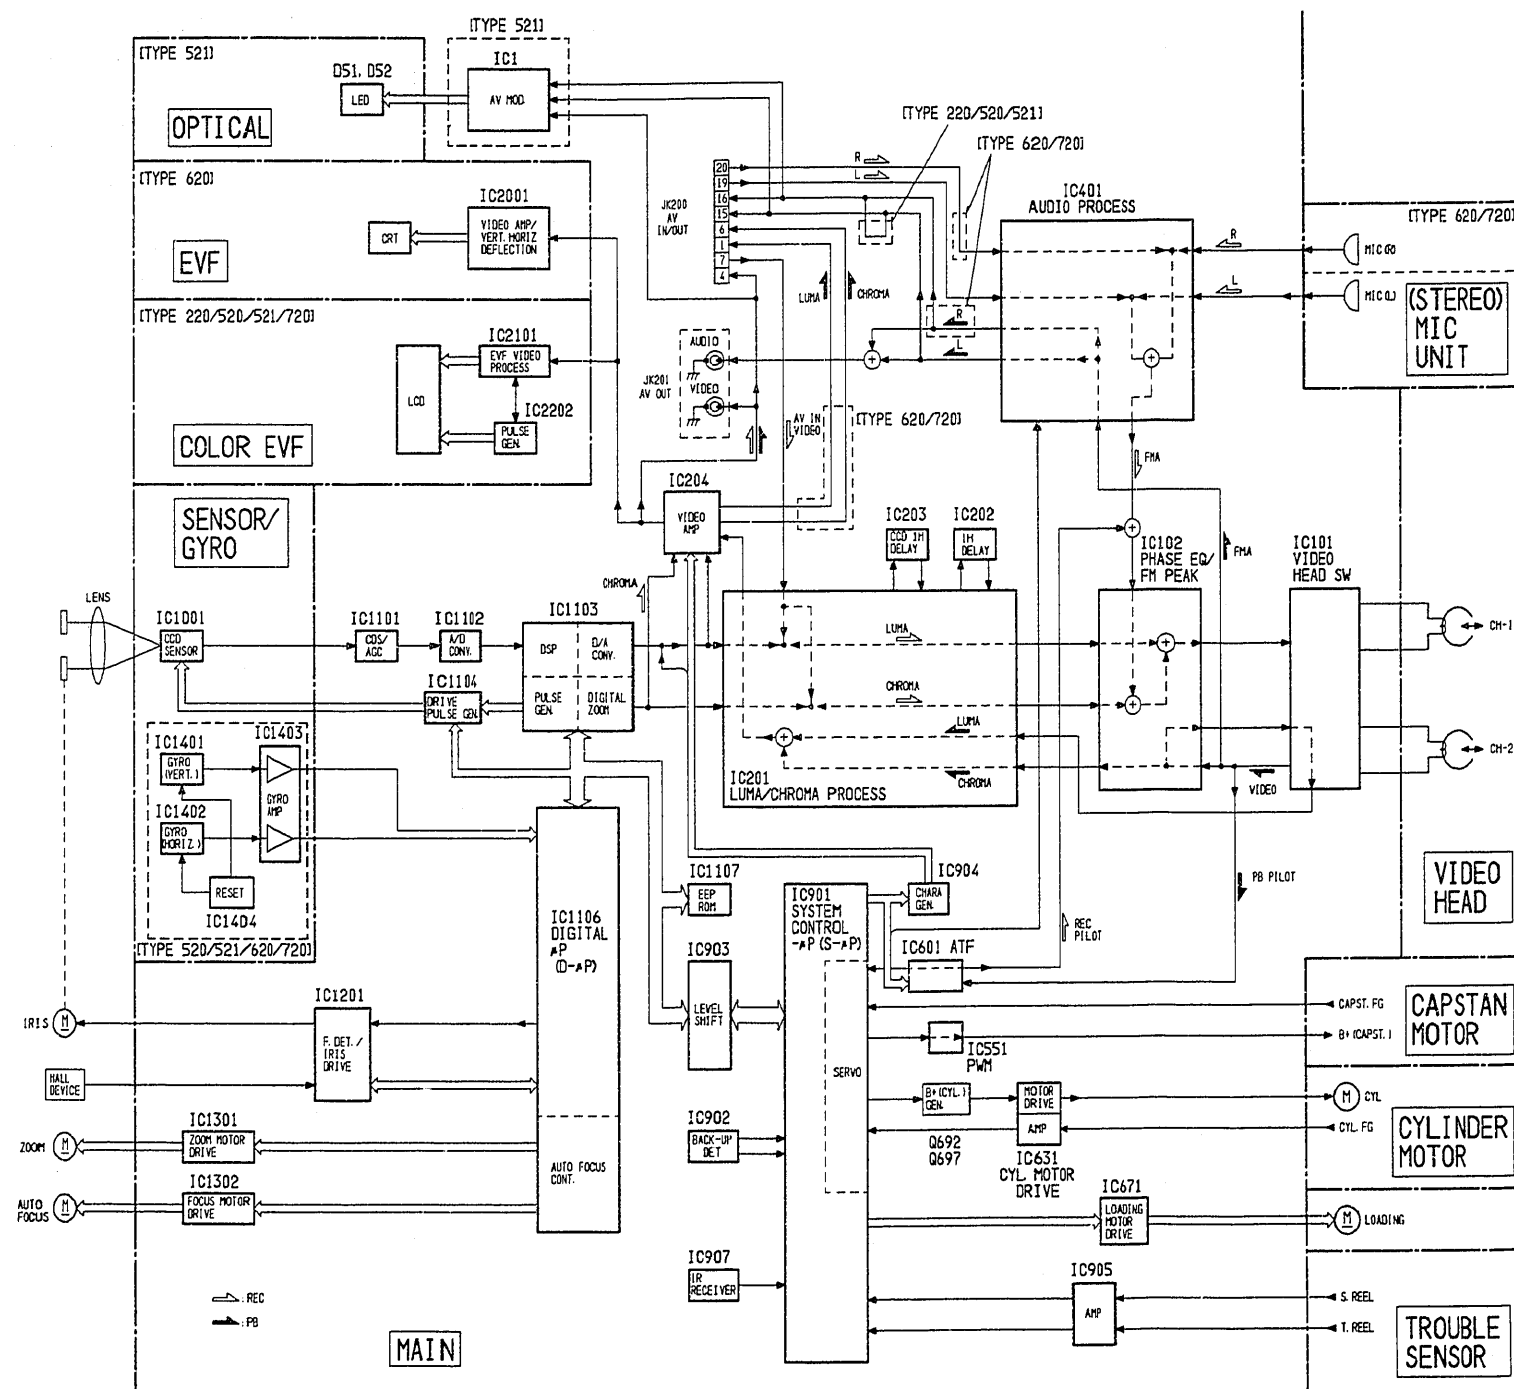 [TYPE 521]
[TYPE 521]
IC1
D51, D52
LED
AV MOD.
OPTICAL
[TYPE 220/520/521]
[TYPE 620/720]
[TYPE 620]
IC2001
VIDEO AMP/
VERT. HORIZ
DEFLECTION
CRT
EVF
JK200
AV
IN/OUT
20
19
16
15
6
1
7
4
R
L
IC401
AUDIO PROCESS
[TYPE 620/720]
R
MIC(R)
L
MIC(L)
(STEREO)
MIC
UNIT
LUMA
CHROMA
R
L
[TYPE 220/520/521/720]
IC2101
EVF VIDEO
PROCESS
LCD
IC2202
PULSE
GEN.
COLOR EVF
AUDIO
VIDEO
JK201
AV OUT
AV IN
VIDEO
[TYPE 620/720]
FMA
SENSOR/
GYRO
IC204
VIDEO
AMP
IC203
CCD 1H
DELAY
IC202
1H
DELAY
IC102
PHASE EQ/
FM PEAK
FMA
IC101
VIDEO
HEAD SW
LENS
IC1001
CCD
SENSOR
IC1101
CDS/
AGC
IC1102
A/D
CONV.
IC1103
DSP
D/A
CONV.
PULSE
GEN.
DIGITAL
ZOOM
CHROMA
LUMA
CHROMA
LUMA
CHROMA
IC201
LUMA/CHROMA PROCESS
VIDEO
CH-1
CH-2
IC1104
DRIVE
PULSE GEN.
IC1401
GYRO
(VERT.)
IC1403
GYRO
AMP
IC1402
GYRO
(HORIZ.)
RESET
IC1404
[TYPE 520/521/620/720]
IC1106
DIGITAL
μP
(D-μP)
AUTO FOCUS
CONT.
IC1107
EEP
ROM
IC903
LEVEL
SHIFT
IC901
SYSTEM
CONTROL
-μP (S-μP)
SERVO
IC904
CHARA
GEN.
IC601 ATF
REC
PILOT
PB PILOT
VIDEO
HEAD
IRIS
M
IC1201
F. DET./
IRIS
DRIVE
HALL
DEVICE
CAPST. FG
B+ (CAPST.)
CAPSTAN
MOTOR
IC551
PWM
ZOOM
M
IC1301
ZOOM MOTOR
DRIVE
AUTO
FOCUS
M
IC1302
FOCUS MOTOR
DRIVE
IC902
BACK-UP
DET
B+ (CYL.)
GEN.
MOTOR
DRIVE
AMP
Q692
Q697
IC631
CYL MOTOR
DRIVE
M
CYL
CYL. FG
CYLINDER
MOTOR
IC671
LOADING
MOTOR
DRIVE
M
LOADING
IC907
IR
RECEIVER
IC905
AMP
S. REEL
T. REEL
TROUBLE
SENSOR
: REC
: PB
MAIN